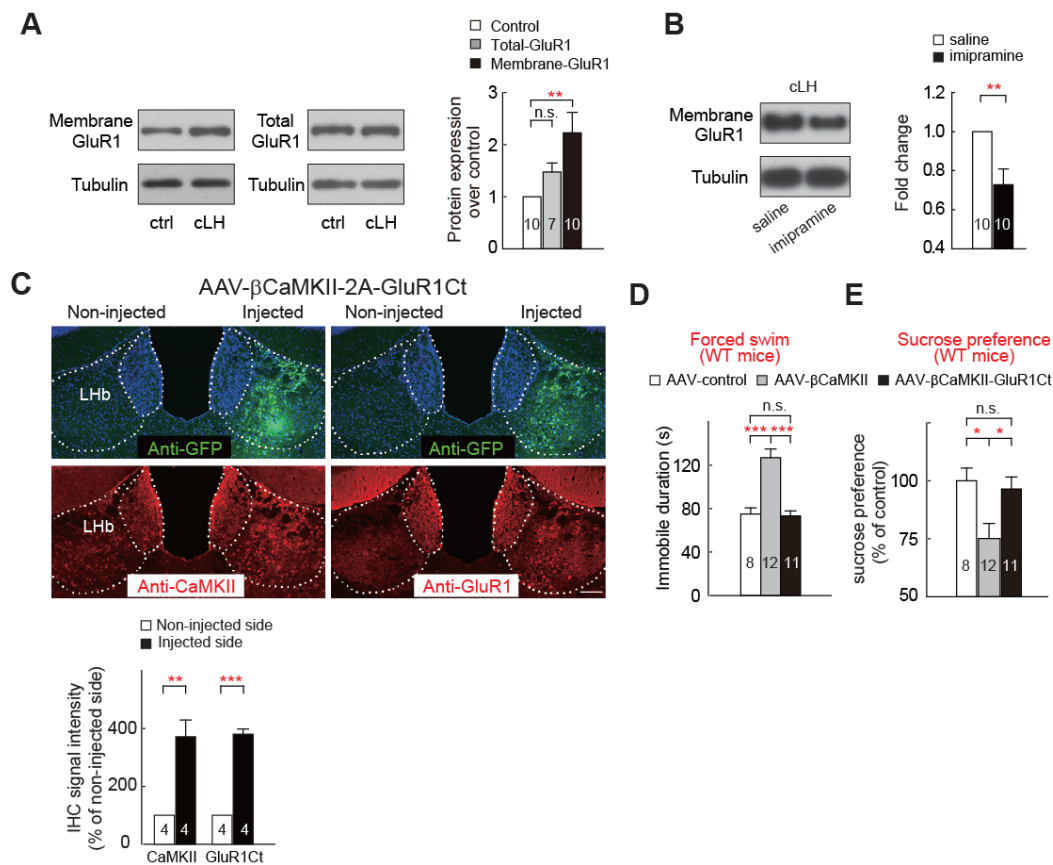 A
Control
Total-GluR1
Membrane-GluR1
Membrane
GluR1
Total
GluR1
Tubulin
Tubulin
ctrl cLH
ctrl cLH
Protein expression
over control
3
2
1
0
**
n.s.
10
7
10
B
saline
imipramine
cLH
Membrane
GluR1
Tubulin
saline
imipramine
Fold change
1.2
1.0
0.8
0.6
0.4
**
10
10
C
AAV-βCaMKII-2A-GluR1Ct
Non-injected Injected
Non-injected Injected
LHb
Anti-GFP
Anti-GFP
LHb
Anti-CaMKII
Anti-GluR1
Non-injected side
Injected side
IHC signal intensity
(% of non-injected side)
400
200
0
**
***
4
4
4
4
CaMKII GluR1Ct
D
Forced swim
(WT mice)
E
Sucrose preference
(WT mice)
AAV-control AAV-βCaMKII AAV-βCaMKII-GluR1Ct
Immobile duration (s)
120
80
40
0
n.s.
*** ***
8
12
11
sucrose preference
(% of control)
100
75
50
n.s.
* *
8
12
11